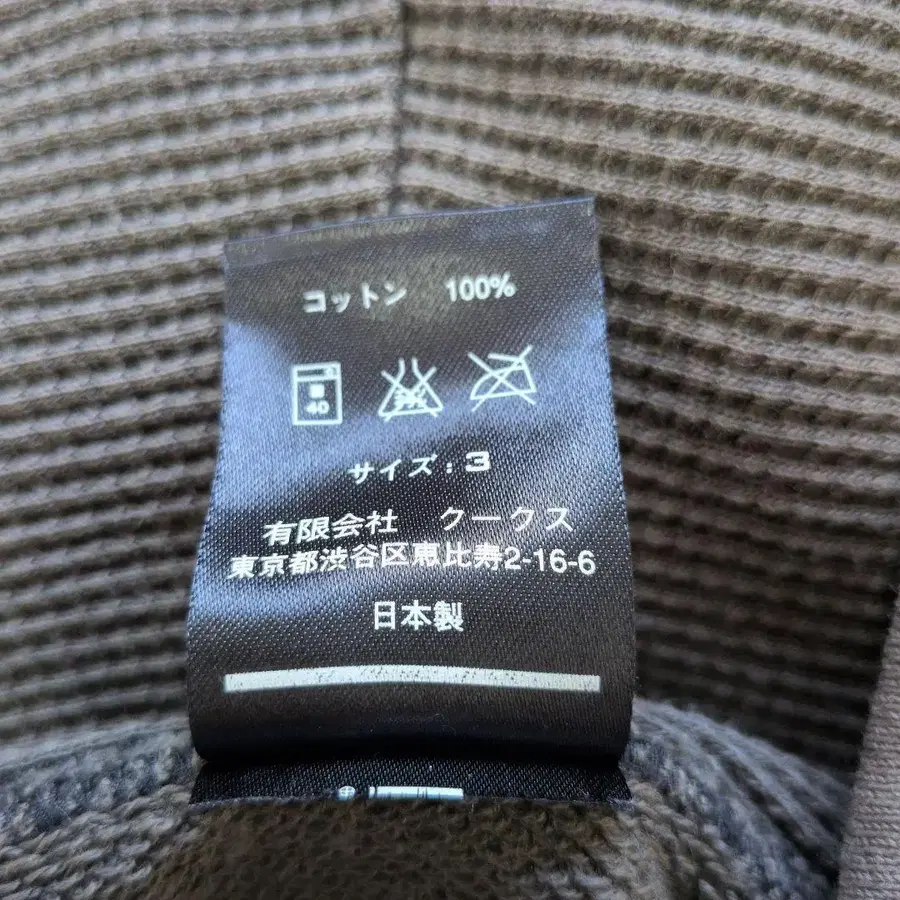 コットン 100%
40
サイズ : 3
有限会社 クークス
東京都渋谷区恵比寿2-16-6
日本製